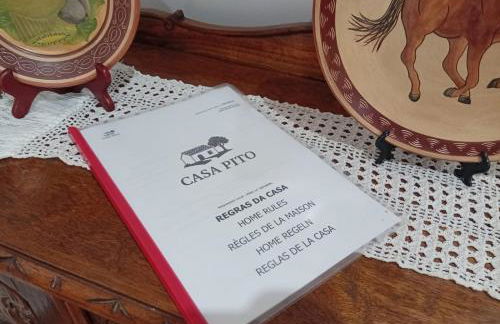 CASA PITO
REGRAS DA CASA
HOME RULES
RÈGLES DE LA MAISON
HOME REGELN
REGLAS DE LA CASA